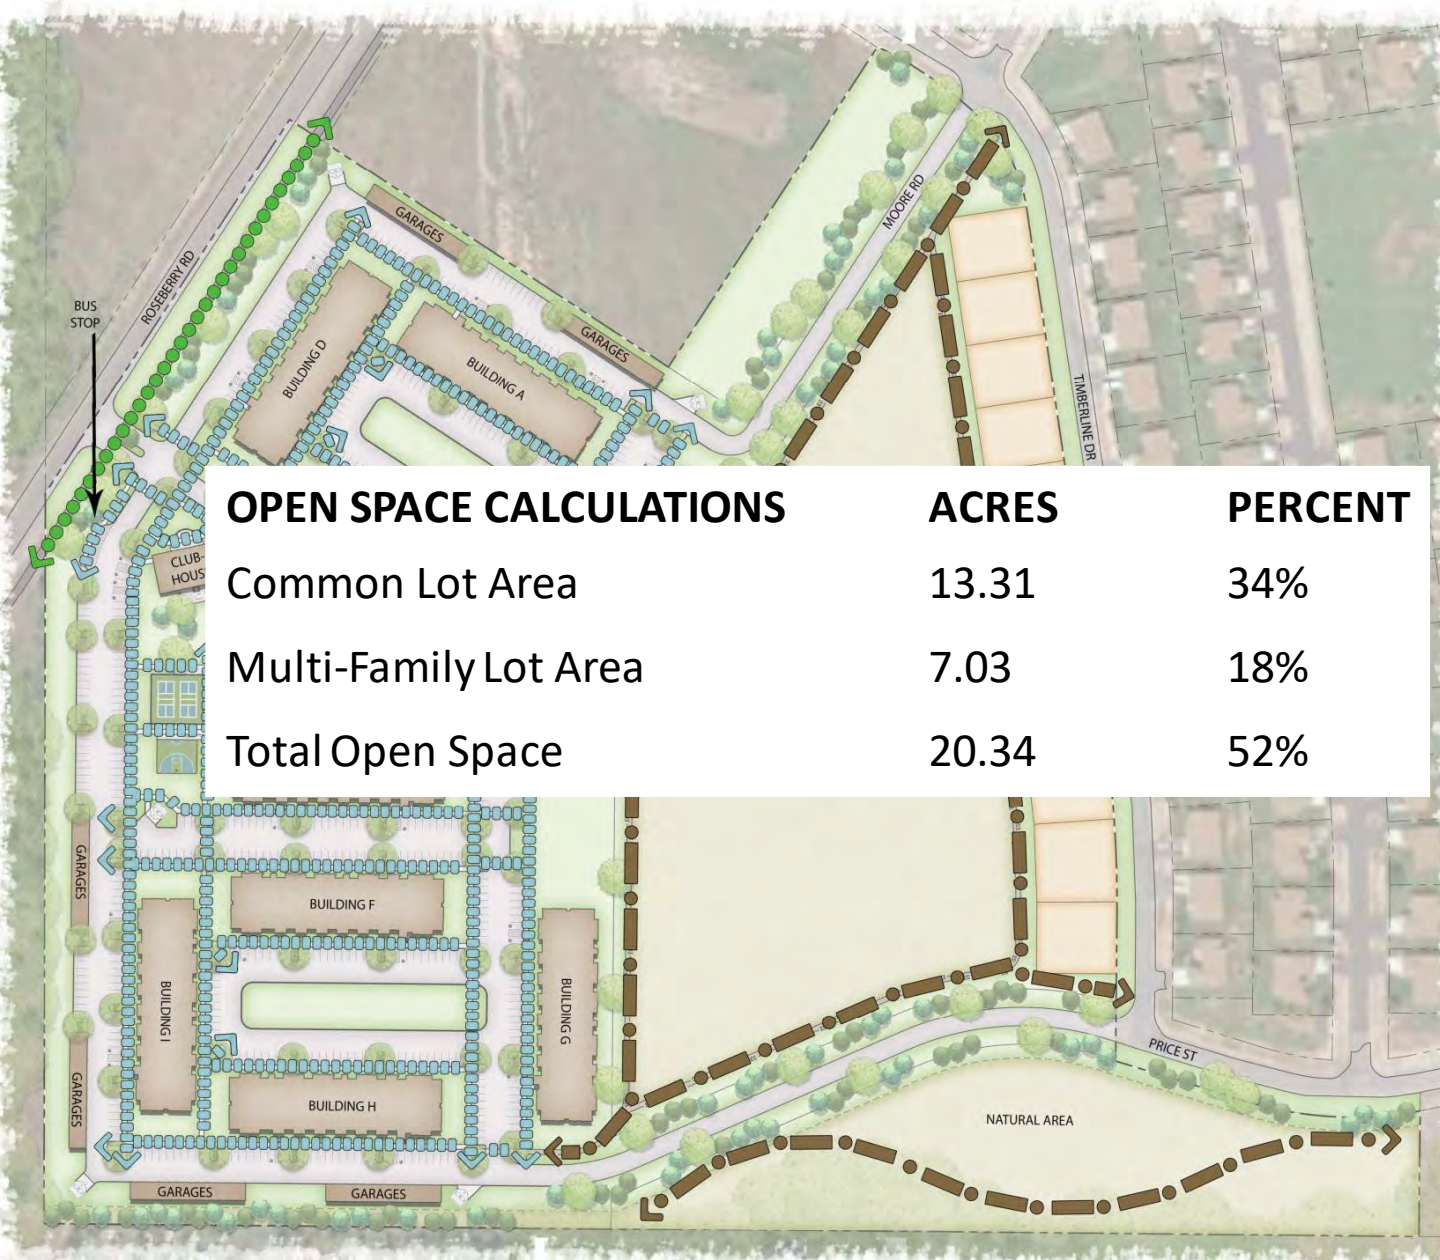 MOORE RD
GARAGES
ROSEBERRY RD
BUS
STOP
GARAGES
BUILDING D
BUILDING A
TIMBERLINE DR
OPEN SPACE CALCULATIONS ACRES PERCENT
CLUB-
HOUS
Common Lot Area 13.31 34%
Multi-Family Lot Area 7.03 18%
Total Open Space 20.34 52%
GARAGES
BUILDING F
BUILDING I
BUILDING G
PRICE ST
GARAGES
BUILDING H
NATURAL AREA
GARAGES
GARAGES